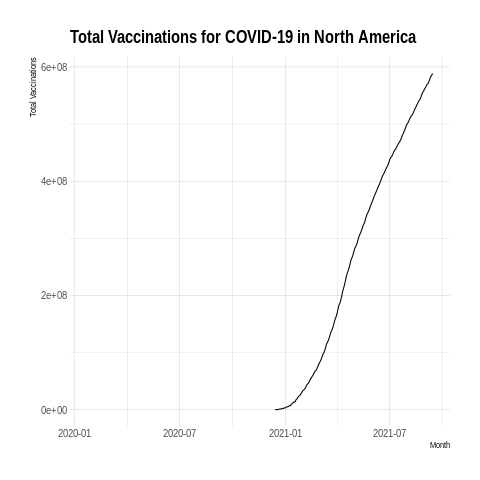 Total Vaccinations for COVID-19 in North America
Total Vaccinations
6e+08
4e+08
2e+08
0e+00
2020-01 2020-07 2021-01 2021-07
Month